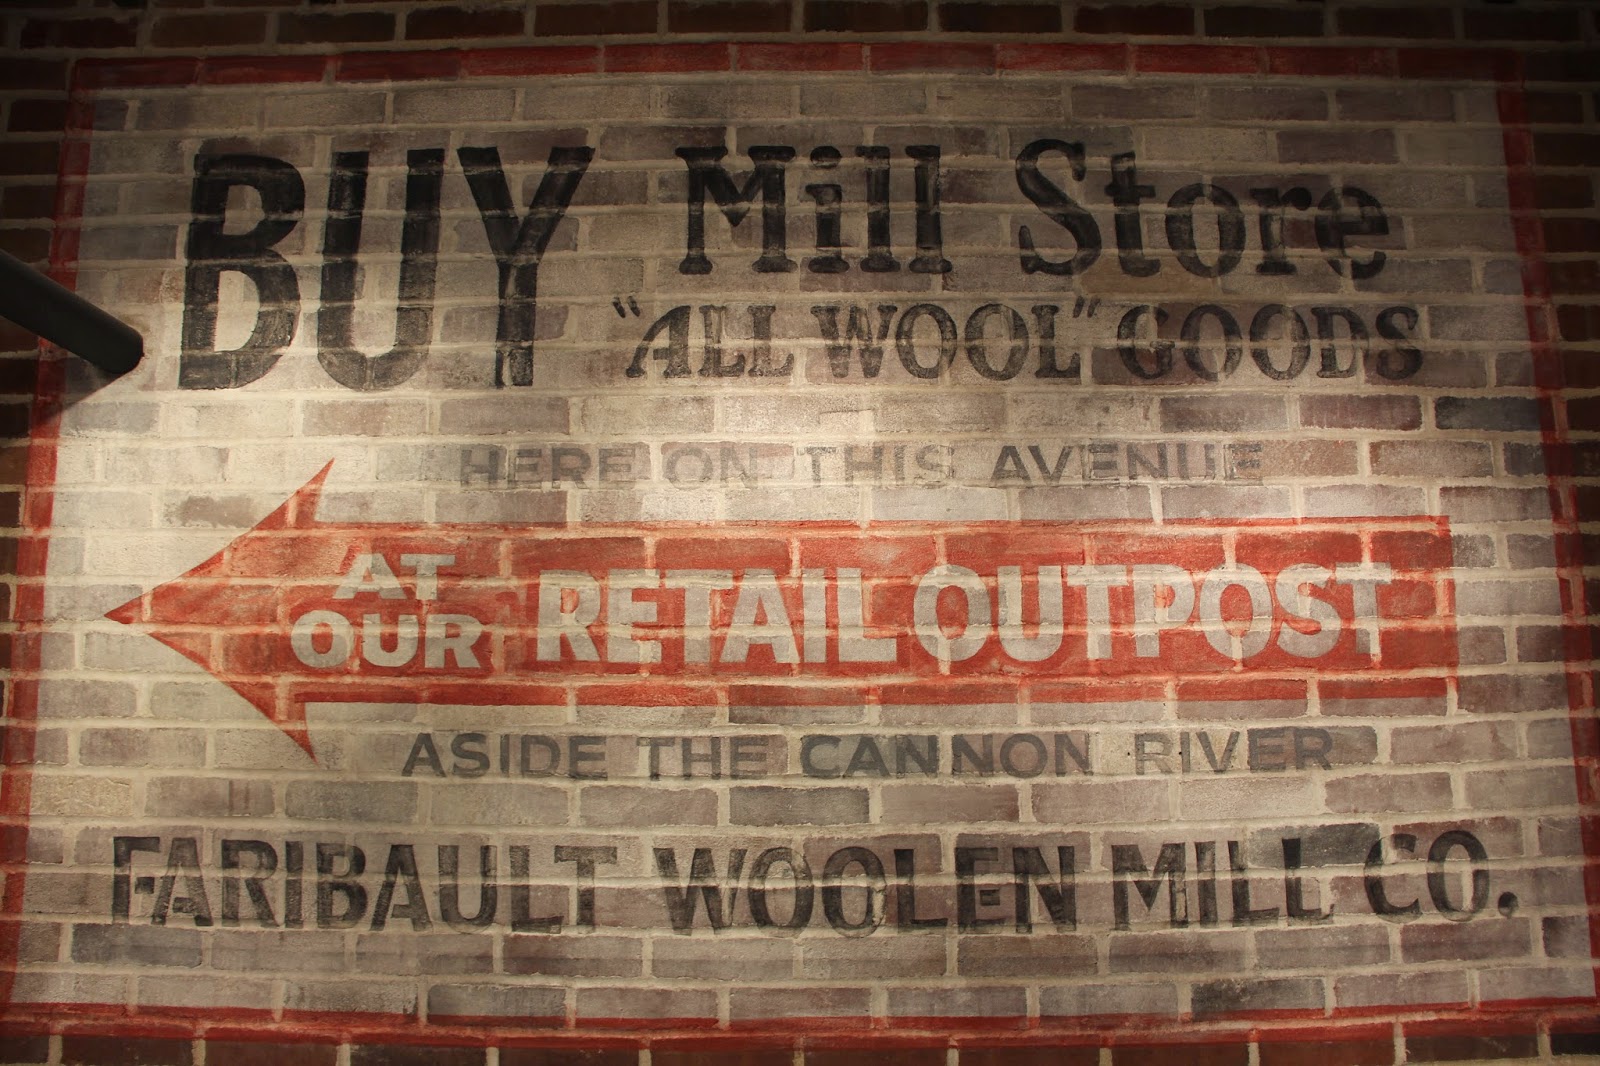 BUY Mill Store
"ALL WOOL" GOODS
HERE ON THIS AVENUE
AT OUR RETAIL OUTPOST
ASIDE THE CANNON RIVER
FARIBAULT WOOLEN MILL CO.